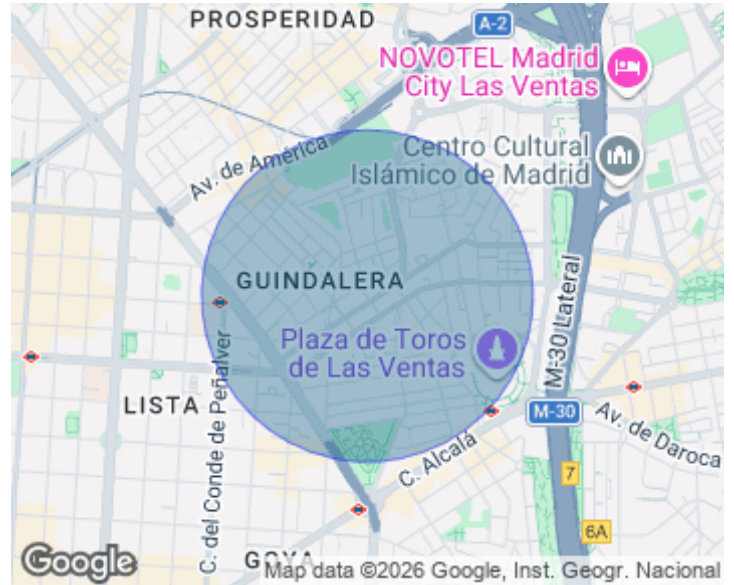 PROSPERIDAD
A-2
NOVOTEL Madrid
City Las Ventas
Av. de América
Centro Cultural
Islámico de Madrid
GUINDALERA
M-30 Lateral
Plaza de Toros
de Las Ventas
C. del Conde de Peñalver
LISTA
M-30
Av. de Daroca
C. Alcalá
7
6A
GOYA
Google
Map data ©2026 Google, Inst. Geogr. Nacional